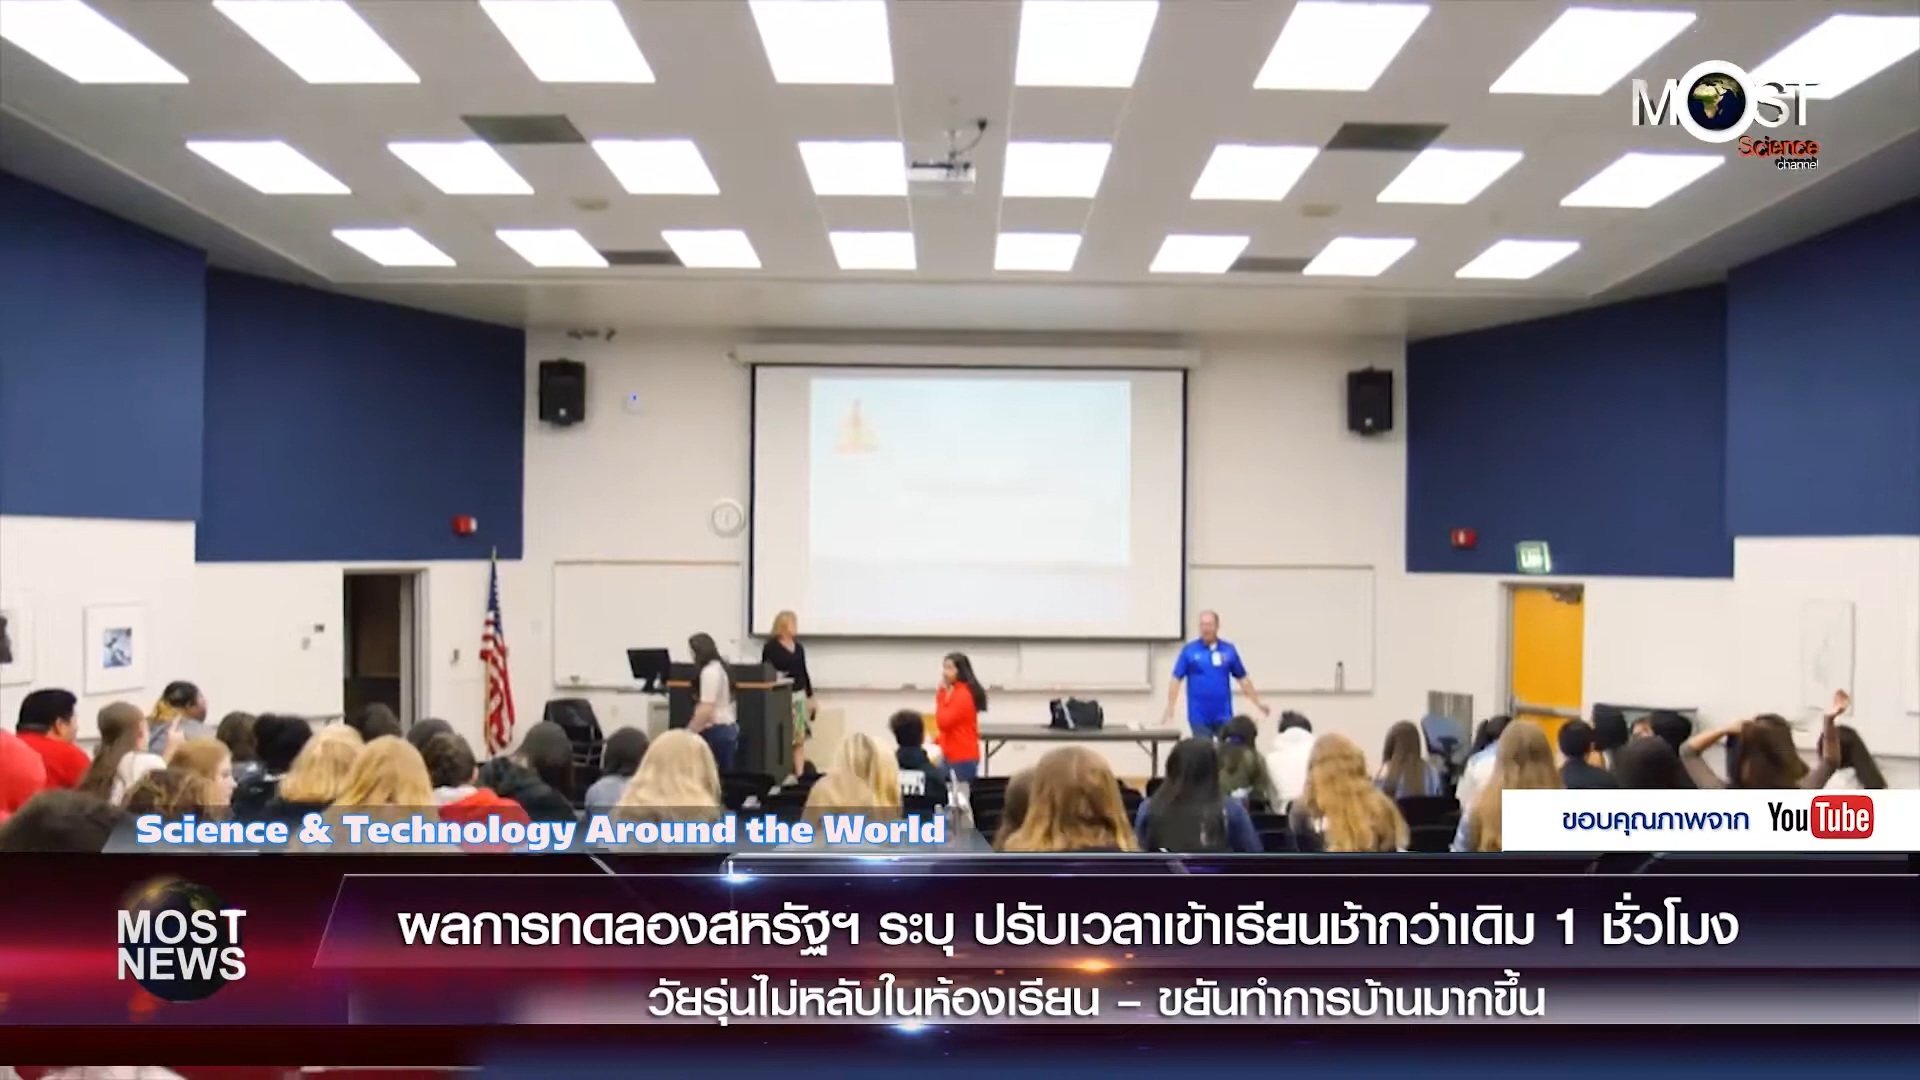 MOST
Science
channel
Science & Technology Around the World
ขอบคุณภาพจาก YouTube
MOST
NEWS
ผลการทดลองสหรัฐฯ ระบุ ปรับเวลาเข้าเรียนช้ากว่าเดิม 1 ชั่วโมง
วัยรุ่นไม่หลับในห้องเรียน – ขยันทำการบ้านมากขึ้น